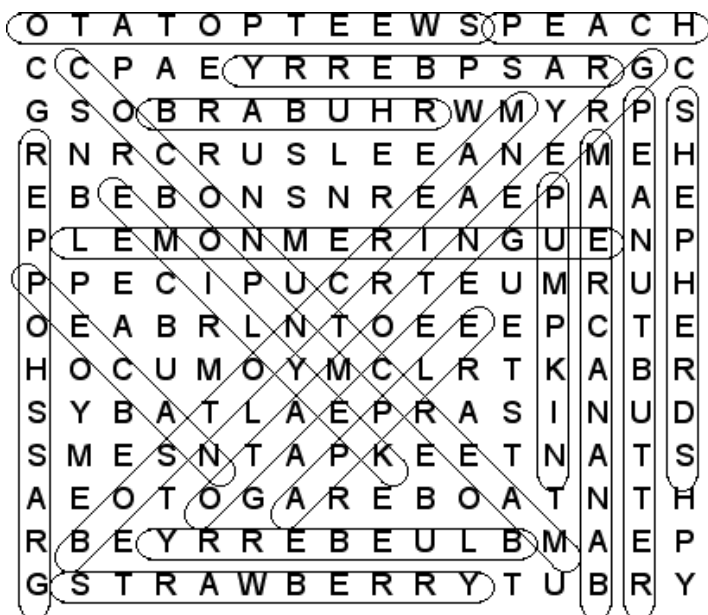 O T A T O P T E E W S P E A C H
C C P A E Y R R E B P S A R G C
G S O B R A B U H R W M Y R P S
R N R C R U S L E E A N E M E H
E B E B O N S N R E A E P A A E
P L E M O N M E R I N G U E N P
P P E C I P U C R T E U M R U H
O E A B R L N T O E E E P C T E
H O C U M O Y M C L R T K A B R
S Y B A T L A E P R A S I N U D
S M E S N T A P K E E T N A T S
A E O T O G A R E B O A T N T H
R B E Y R R E B E U L B M A E P
G S T R A W B E R R Y T U B R Y